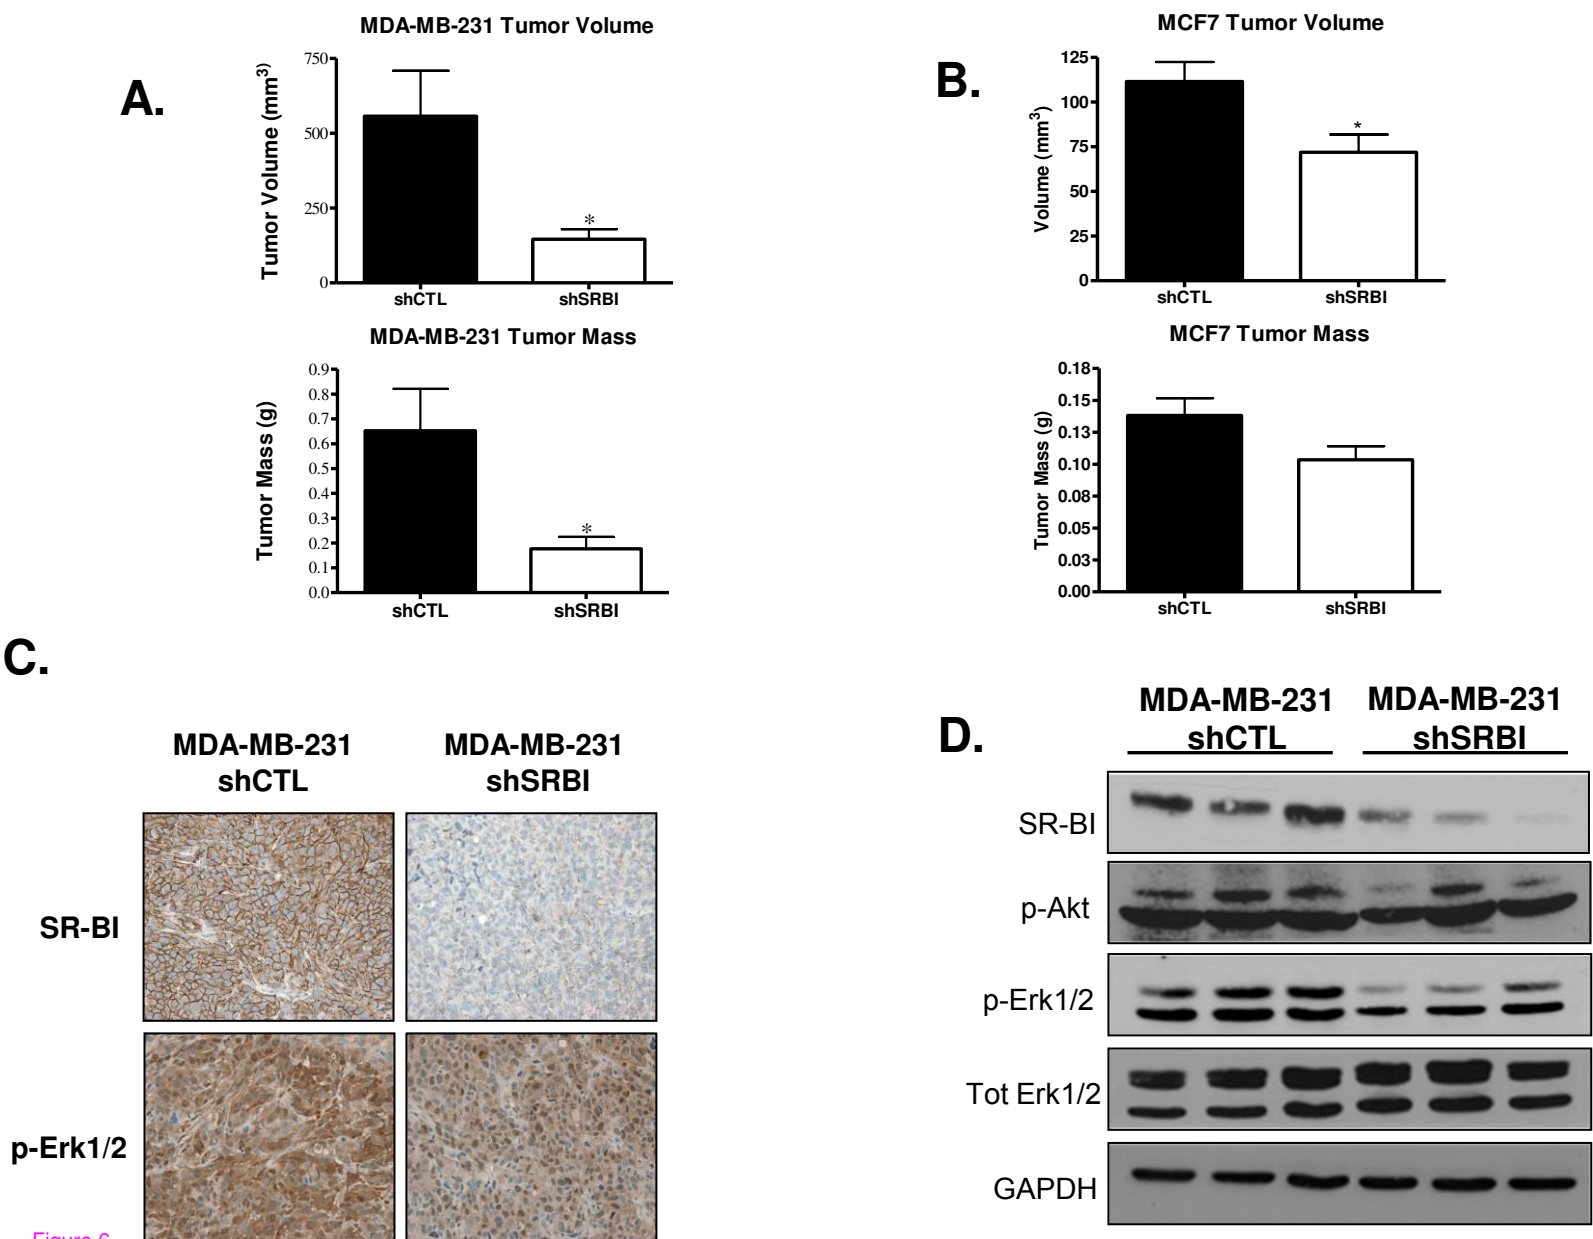 A.
MDA-MB-231 Tumor Volume
Tumor Volume (mm3)
750
500
250
0
*
shCTL shSRBI
MDA-MB-231 Tumor Mass
Tumor Mass (g)
0.9
0.8
0.7
0.6
0.5
0.4
0.3
0.2
0.1
0.0
*
shCTL shSRBI
B.
MCF7 Tumor Volume
Volume (mm3)
125
100
75
50
25
0
*
shCTL shSRBI
MCF7 Tumor Mass
Tumor Mass (g)
0.18
0.15
0.13
0.10
0.08
0.05
0.03
0.00
shCTL shSRBI
C.
MDA-MB-231 MDA-MB-231
shCTL shSRBI
SR-BI
p-Erk1/2
Figure 6
D.
MDA-MB-231 MDA-MB-231
shCTL shSRBI
SR-BI
p-Akt
p-Erk1/2
Tot Erk1/2
GAPDH